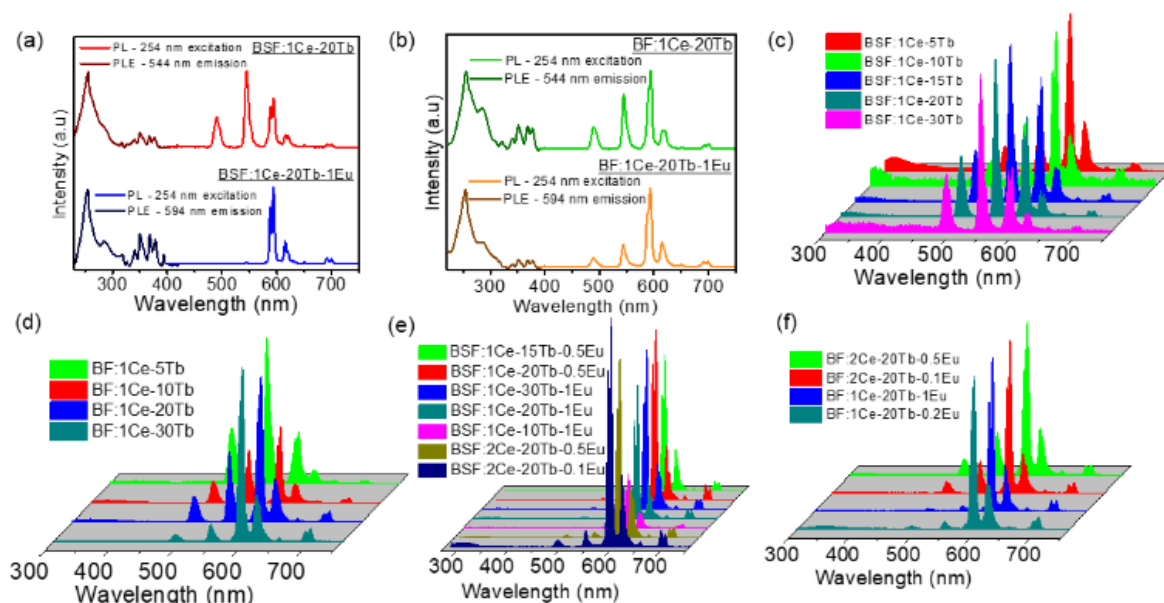 (a)
PL - 254 nm excitation BSF:1Ce-20Tb
PLE - 544 nm emission
BSF:1Ce-20Tb-1Eu
PL - 254 nm excitation
PLE - 594 nm emission
Intensity (a.u)
300 400 500 600 700
Wavelength (nm)
(b)
BF:1Ce-20Tb
PL - 254 nm excitation
PLE - 544 nm emission
BF:1Ce-20Tb-1Eu
PL - 254 nm excitation
PLE - 594 nm emission
Intensity (a.u)
300 400 500 600 700
Wavelength (nm)
(c)
BSF:1Ce-5Tb
BSF:1Ce-10Tb
BSF:1Ce-15Tb
BSF:1Ce-20Tb
BSF:1Ce-30Tb
300 400 500 600 700
Wavelength (nm)
(d)
BF:1Ce-5Tb
BF:1Ce-10Tb
BF:1Ce-20Tb
BF:1Ce-30Tb
300 400 500 600 700
Wavelength (nm)
(e)
BSF:1Ce-15Tb-0.5Eu
BSF:1Ce-20Tb-0.5Eu
BSF:1Ce-30Tb-1Eu
BSF:1Ce-20Tb-1Eu
BSF:1Ce-10Tb-1Eu
BSF:2Ce-20Tb-0.5Eu
BSF:2Ce-20Tb-0.1Eu
300 400 500 600 700
Wavelength (nm)
(f)
BF:2Ce-20Tb-0.5Eu
BF:2Ce-20Tb-0.1Eu
BF:1Ce-20Tb-1Eu
BF:1Ce-20Tb-0.2Eu
300 400 500 600 700
Wavelength (nm)